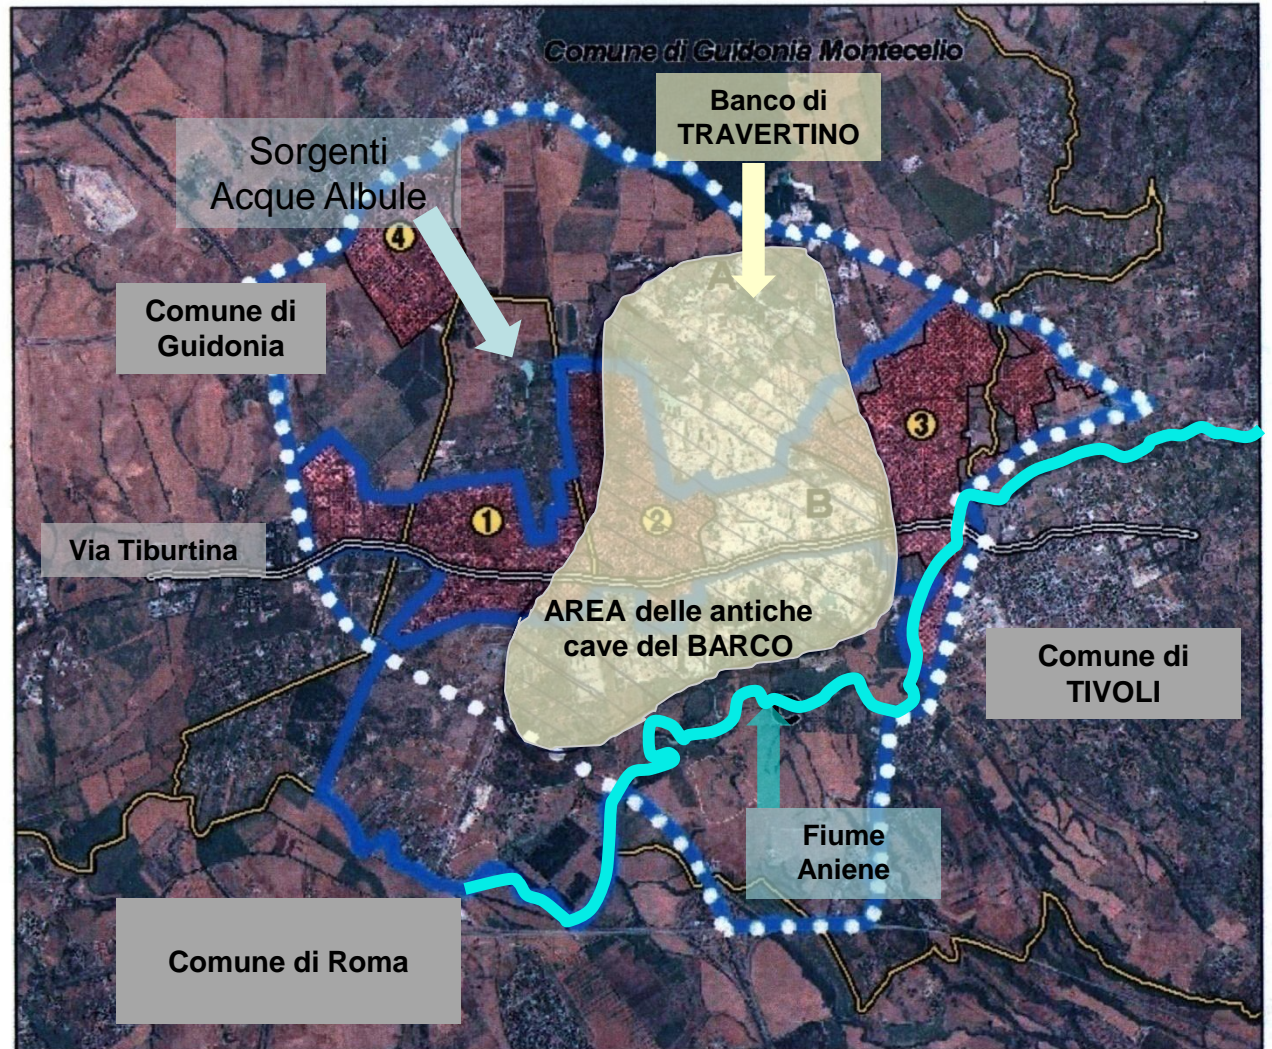 Comune di Guidonia Montecelio
Banco di
TRAVERTINO
Sorgenti
Acque Albule
4
A
Comune di
Guidonia
3
1
2
B
Via Tiburtina
AREA delle antiche
cave del BARCO
Comune di
TIVOLI
Fiume
Aniene
Comune di Roma